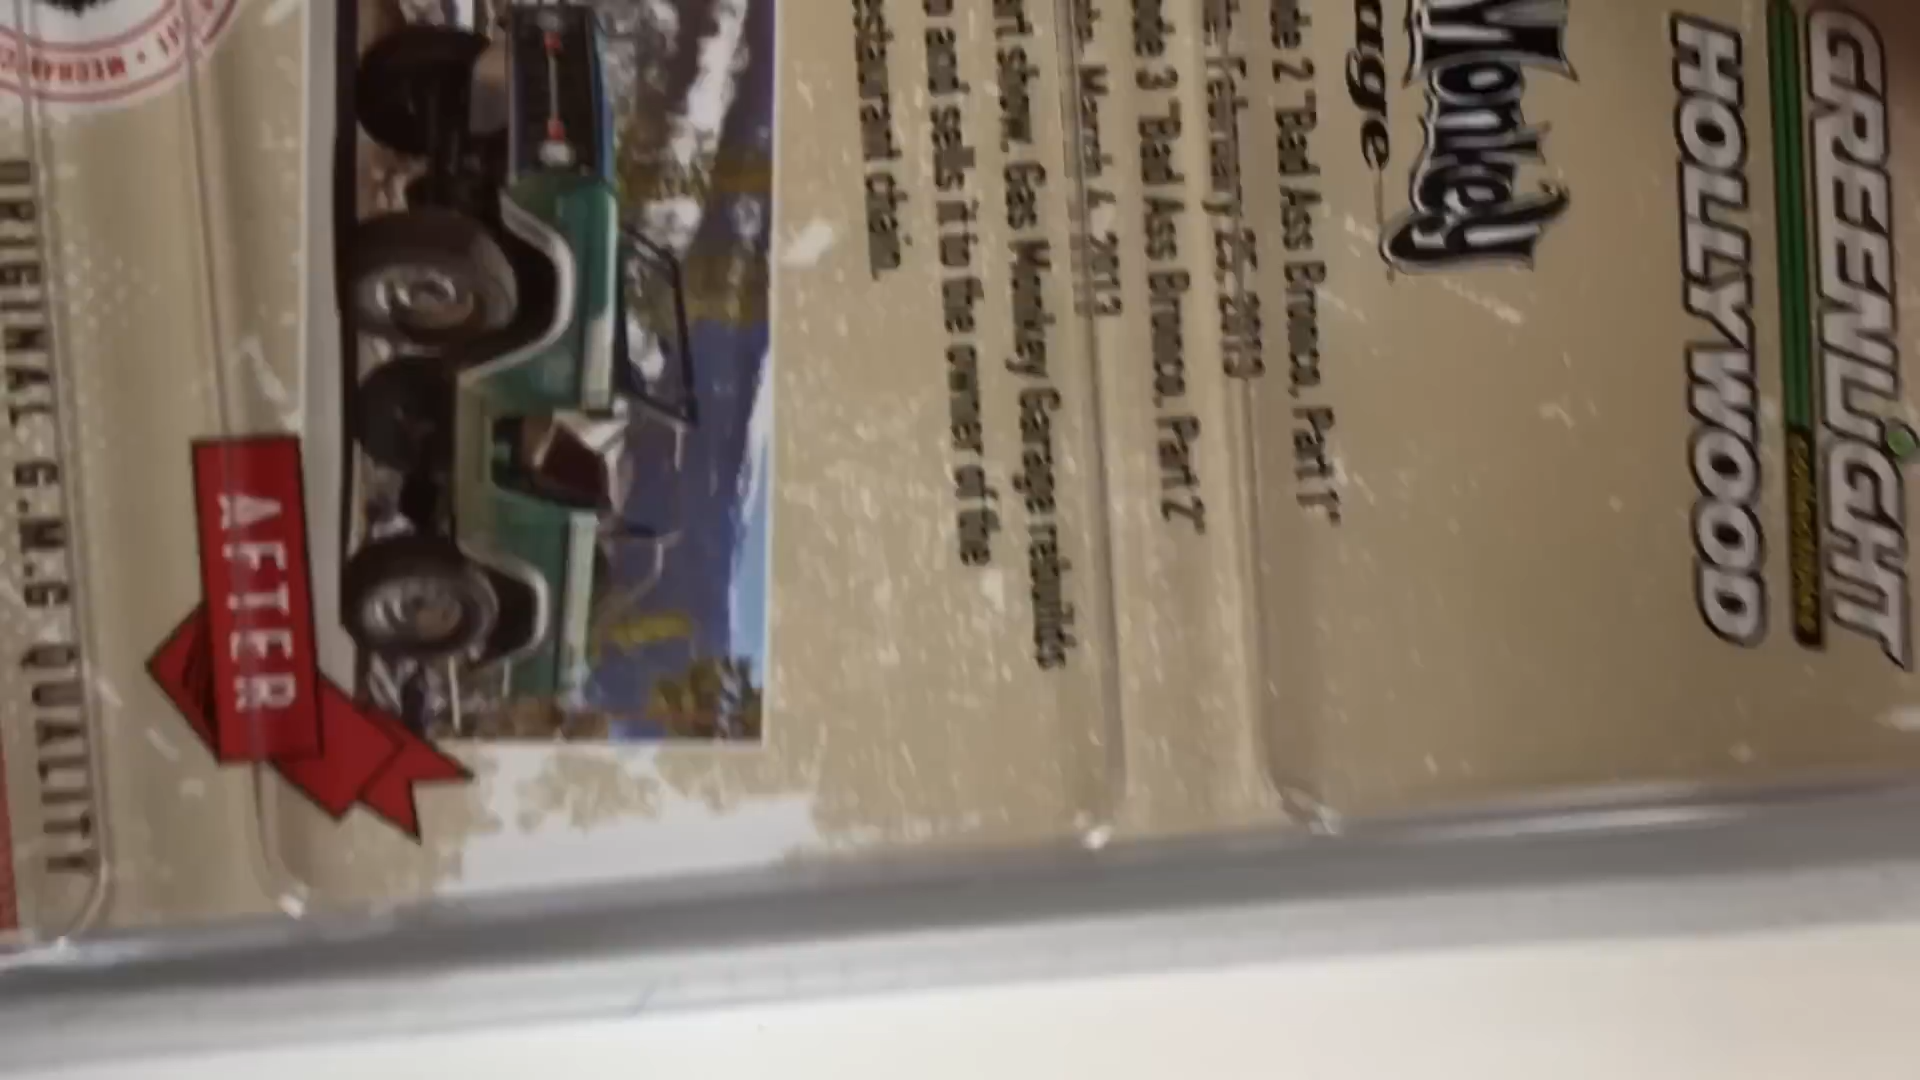 GREENLiGHT
COLLECTIBLES
HOLLYWOOD
Monkey
age
de 2 "Bad Ass Bronco, Part 1"
February 25, 2013
de 3 "Bad Ass Bronco, Part 2"
March 4, 2013
art show, Gas Monkey Garage rebuilds
and sells it to the owner of the
restaurant chain.
AFTER
MECHANICS
ORIGINAL G.M.G QUALITY